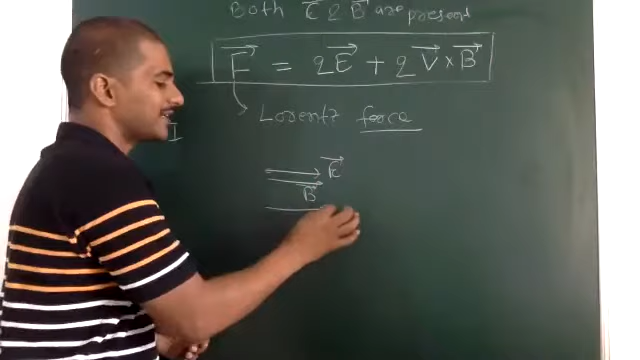 Both E⃗ & B⃗ are present
F⃗ = qE⃗ + qV⃗ × B⃗
Lorentz force
I
E⃗
B⃗